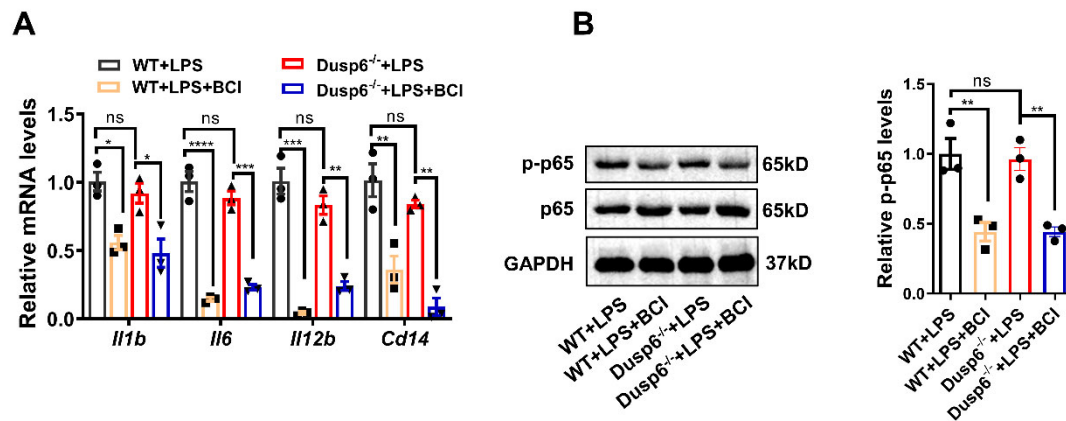 A
WT+LPS
WT+LPS+BCI
Dusp6-/-+LPS
Dusp6-/-+LPS+BCI
Relative mRNA levels
1.5
1.0
0.5
0.0
ns
* *
ns
**** ***
ns
*** **
ns
** **
Il1b Il6 Il12b Cd14
B
p-p65 65kD
p65 65kD
GAPDH 37kD
WT+LPS
WT+LPS+BCI
Dusp6-/-+LPS
Dusp6-/-+LPS+BCI
Relative p-p65 levels
1.5
1.0
0.5
0.0
ns
** **
WT+LPS
WT+LPS+BCI
Dusp6-/-+LPS
Dusp6-/-+LPS+BCI